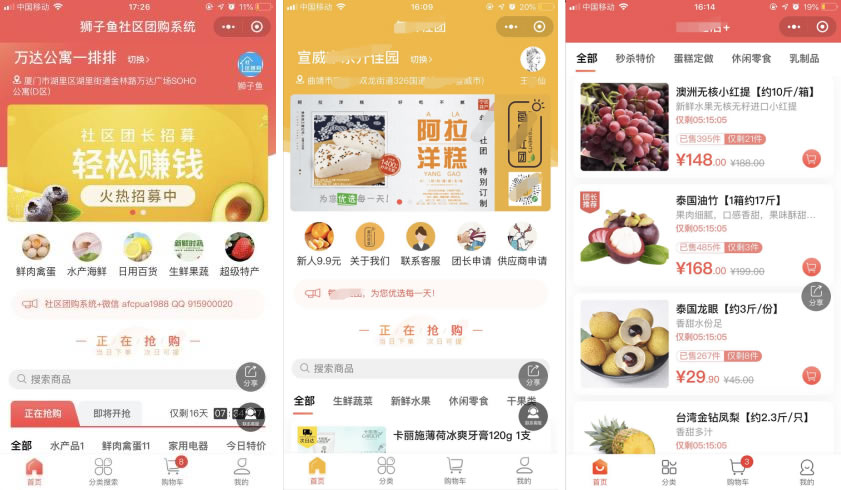 中国移动
17:26
11%
狮子鱼社区团购系统
万达公寓一排排 切换>
厦门市湖里区湖里街道金林路万达广场SOHO
公寓(D区)
狮子鱼
社区团长招募
轻松赚钱
火热招募中
鲜肉禽蛋
水产海鲜
日用百货
新鲜时蔬
生鲜果蔬
超级特产
社区团购系统+微信 afcpua1988 QQ 915900020
正在抢购
当日下单 次日可提
搜索商品
分享
正在抢购
即将开抢
仅剩16天 07:
全部
水产品1
鲜肉禽蛋11
家用电器
今日特价
首页
分类搜索
8
购物车
我的
中国移动
16:09
20%
社团
宣威 佳园 切换>
曲靖市 双龙街道326国道 宣威市)
王 仙
阿拉洋糕
A LA
YANG GAO
特别订制
为您优选每一天!
新人9.9元
关于我们
联系客服
团长申请
供应商申请
,为您优选每一天!
正在抢购
当日下单 次日可提
搜索商品
分享
全部
生鲜蔬菜
新鲜水果
休闲零食
干果类
次日达
卡丽施薄荷冰爽牙膏120g 1支
首页
分类
购物车
我的
中国移动
16:14
19%
全部
秒杀特价
蛋糕定做
休闲零食
乳制品
澳洲无核小红提【约10斤/箱】
新鲜水果无核无籽进口小红提
仅剩05:15:05
已售395件 仅剩21件
¥148.00 ¥188.00
团长推荐
泰国油竹【1箱约17斤】
果肉细腻，口感香甜，果味酥甜...
已售485件 仅剩3件
¥168.00 ¥199.00
分享
泰国龙眼【约3斤/份】
香甜水份足
仅剩05:15:05
已售267件 仅剩8件
¥29.90 ¥45.00
台湾金钻凤梨【约2.3斤/只】
香甜多汁
仅剩05:15:05
首页
分类
3
购物车
我的